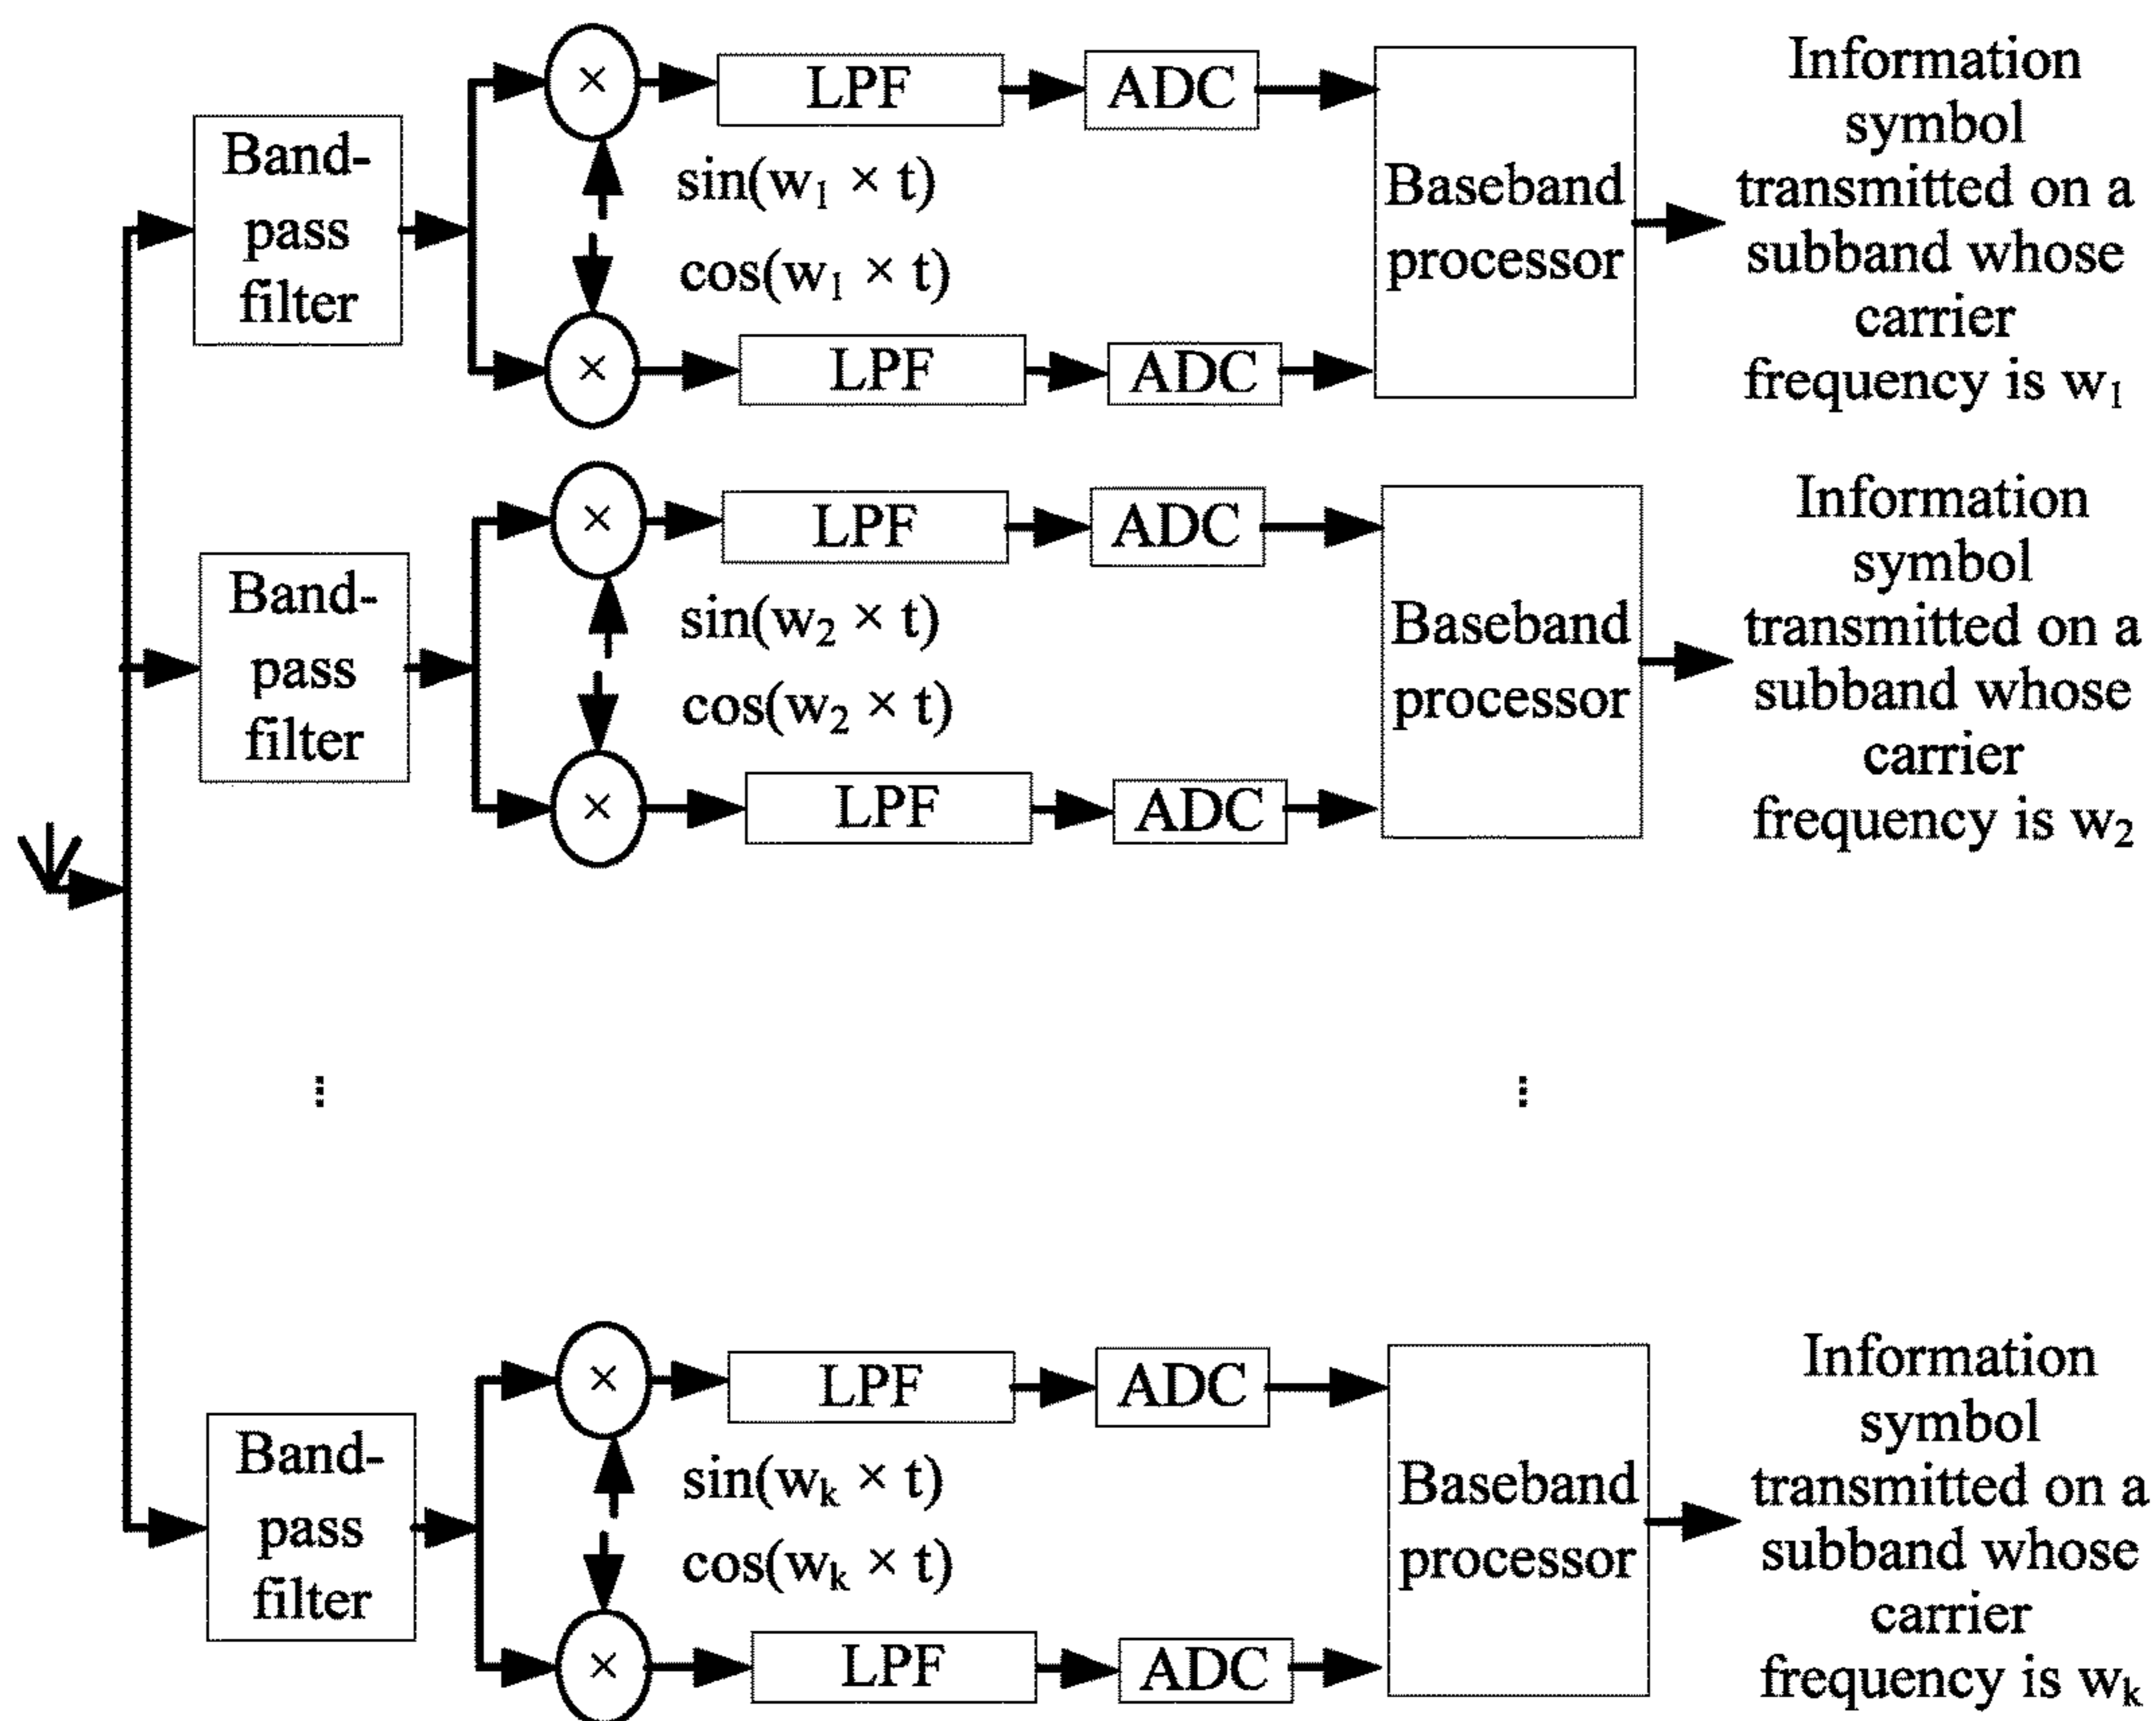 Band-
pass
filter
×
LPF
ADC
sin(w₁ × t)
cos(w₁ × t)
×
LPF
ADC
Baseband
processor
Information
symbol
transmitted on a
subband whose
carrier
frequency is w₁
Band-
pass
filter
×
LPF
ADC
sin(w₂ × t)
cos(w₂ × t)
×
LPF
ADC
Baseband
processor
Information
symbol
transmitted on a
subband whose
carrier
frequency is w₂
⋮
⋮
Band-
pass
filter
×
LPF
ADC
sin(wₖ × t)
cos(wₖ × t)
×
LPF
ADC
Baseband
processor
Information
symbol
transmitted on a
subband whose
carrier
frequency is wₖ